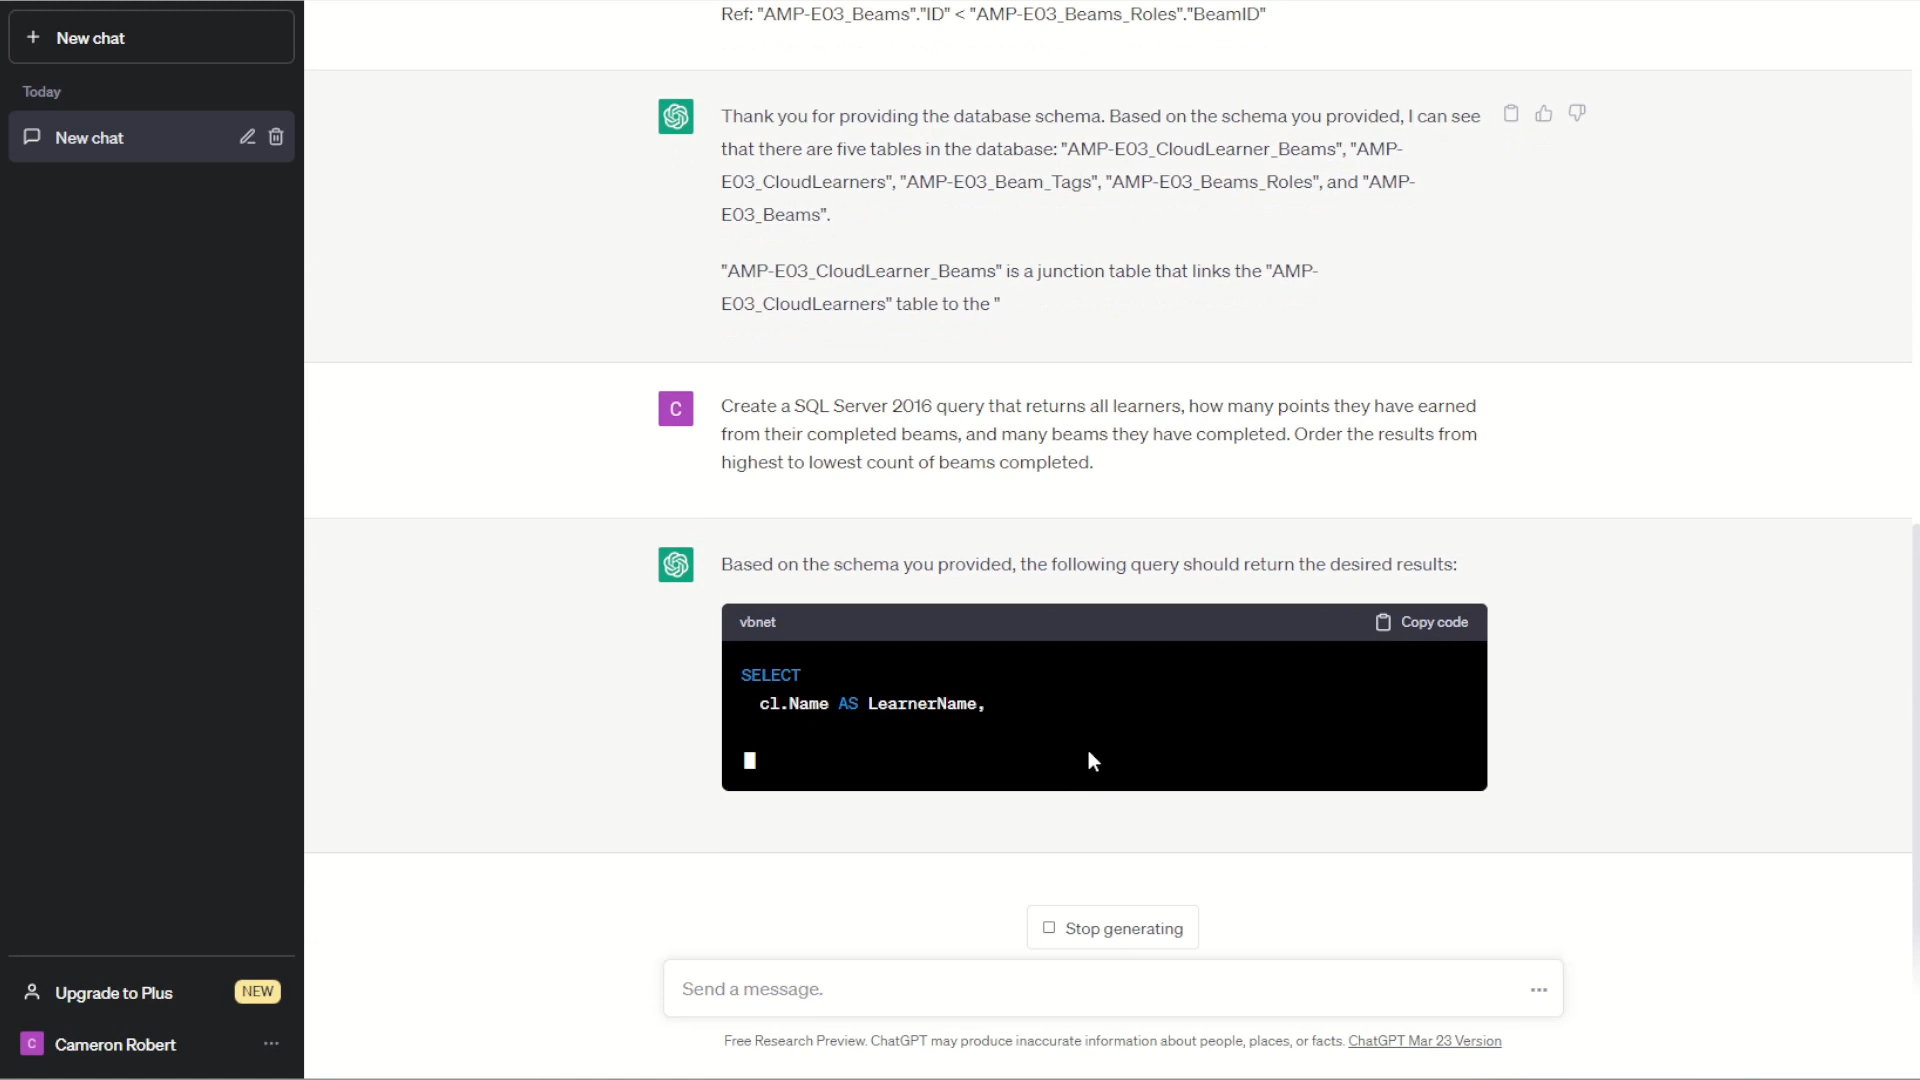 New chat
Today
New chat
Upgrade to Plus
NEW
C
Cameron Robert
Ref: "AMP-E03_Beams"."ID" < "AMP-E03_Beams_Roles"."BeamID"
Thank you for providing the database schema. Based on the schema you provided, I can see
that there are five tables in the database: "AMP-E03_CloudLearner_Beams", "AMP-
E03_CloudLearners", "AMP-E03_Beam_Tags", "AMP-E03_Beams_Roles", and "AMP-
E03_Beams".
"AMP-E03_CloudLearner_Beams" is a junction table that links the "AMP-
E03_CloudLearners" table to the "
C
Create a SQL Server 2016 query that returns all learners, how many points they have earned
from their completed beams, and many beams they have completed. Order the results from
highest to lowest count of beams completed.
Based on the schema you provided, the following query should return the desired results:
vbnet
Copy code
SELECT
cl.Name AS LearnerName,
Stop generating
Send a message.
Free Research Preview. ChatGPT may produce inaccurate information about people, places, or facts. ChatGPT Mar 23 Version